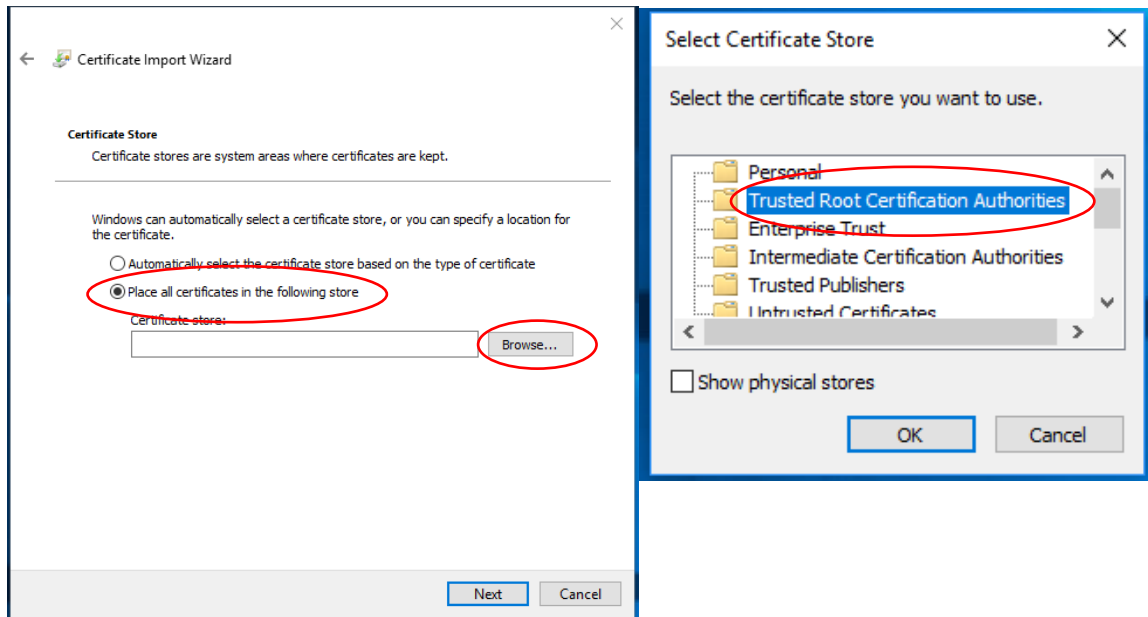 Certificate Import Wizard
Certificate Store
Certificate stores are system areas where certificates are kept.
Windows can automatically select a certificate store, or you can specify a location for
the certificate.
Automatically select the certificate store based on the type of certificate
Place all certificates in the following store
Certificate store:
Browse...
Next
Cancel
Select Certificate Store
Select the certificate store you want to use.
Personal
Trusted Root Certification Authorities
Enterprise Trust
Intermediate Certification Authorities
Trusted Publishers
Untrusted Certificates
Show physical stores
OK
Cancel